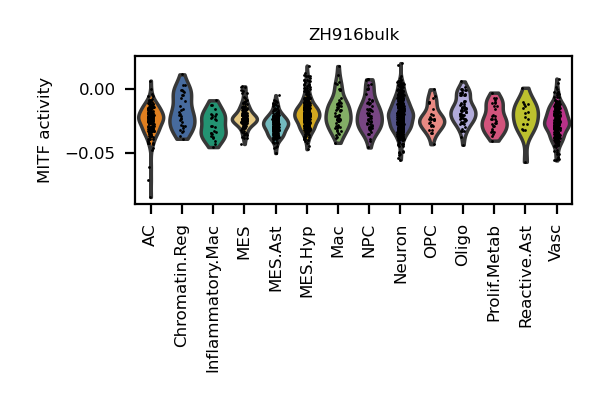 ZH916bulk
MITF activity
0.00
−0.05
AC
Chromatin.Reg
Inflammatory.Mac
MES
MES.Ast
MES.Hyp
Mac
NPC
Neuron
OPC
Oligo
Prolif.Metab
Reactive.Ast
Vasc